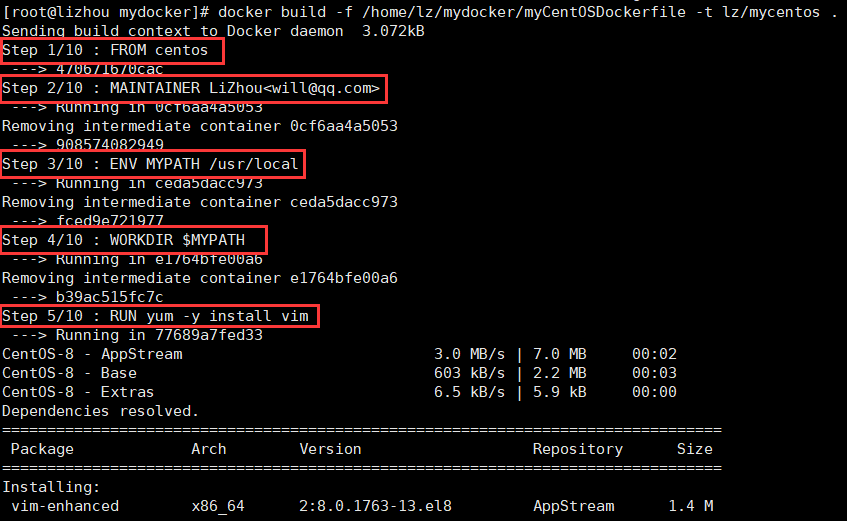 [root@lizhou mydocker]# docker build -f /home/lz/mydocker/myCentOSDockerfile -t lz/mycentos .
Sending build context to Docker daemon  3.072kB
Step 1/10 : FROM centos
 ---> 470671670cac
Step 2/10 : MAINTAINER LiZhou<will@qq.com>
 ---> Running in 0cf6aa4a5053
Removing intermediate container 0cf6aa4a5053
 ---> 908574082949
Step 3/10 : ENV MYPATH /usr/local
 ---> Running in ceda5dacc973
Removing intermediate container ceda5dacc973
 ---> fced9e721977
Step 4/10 : WORKDIR $MYPATH
 ---> Running in e1764bfe00a6
Removing intermediate container e1764bfe00a6
 ---> b39ac515fc7c
Step 5/10 : RUN yum -y install vim
 ---> Running in 77689a7fed33
CentOS-8 - AppStream                            3.0 MB/s | 7.0 MB     00:02
CentOS-8 - Base                                 603 kB/s | 2.2 MB     00:03
CentOS-8 - Extras                               6.5 kB/s | 5.9 kB     00:00
Dependencies resolved.
================================================================================
 Package             Arch        Version                   Repository      Size
================================================================================
Installing:
 vim-enhanced        x86_64      2:8.0.1763-13.el8         AppStream      1.4 M